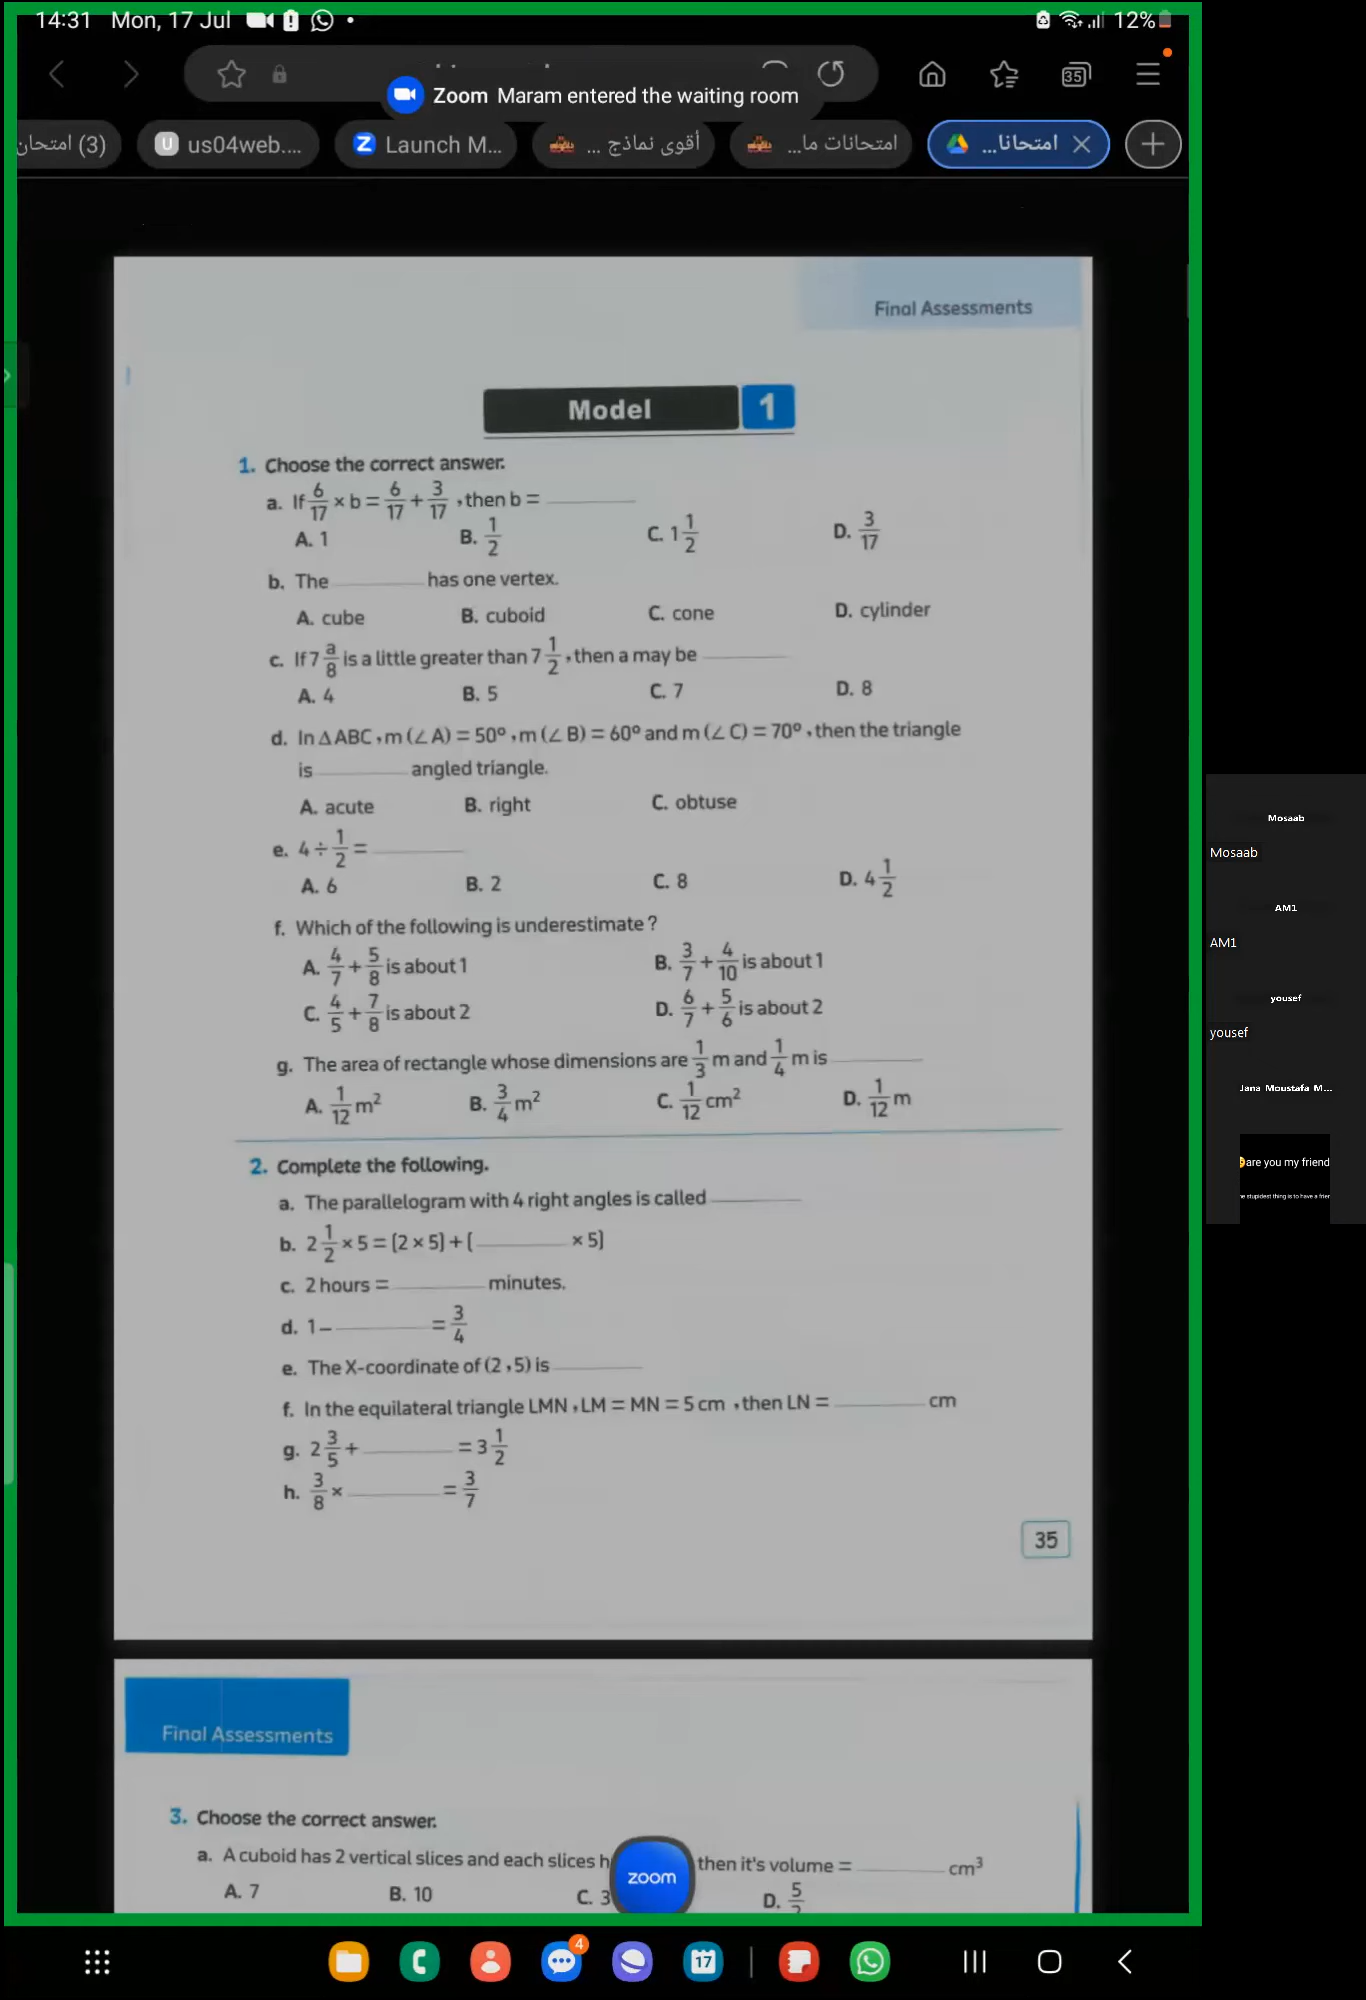 14:31 Mon, 17 Jul
12%
35
Zoom Maram entered the waiting room
امتحان (3)
us04web....
Launch M...
أقوى نماذج ...
امتحانات ما...
امتحانا...
Final Assessments
Model 1
1. Choose the correct answer.
a. If 6/17 × b = 6/17 + 3/17 , then b = ______
A. 1 B. 1/2 C. 1 1/2 D. 3/17
b. The ______ has one vertex.
A. cube B. cuboid C. cone D. cylinder
c. If 7 a/8 is a little greater than 7 1/2 , then a may be ______
A. 4 B. 5 C. 7 D. 8
d. In Δ ABC , m (∠ A) = 50° , m (∠ B) = 60° and m (∠ C) = 70° , then the triangle
is ______ angled triangle.
A. acute B. right C. obtuse
e. 4 ÷ 1/2 = ______
A. 6 B. 2 C. 8 D. 4 1/2
f. Which of the following is underestimate ?
A. 4/7 + 5/8 is about 1 B. 3/7 + 4/10 is about 1
C. 4/5 + 7/8 is about 2 D. 6/7 + 5/6 is about 2
g. The area of rectangle whose dimensions are 1/3 m and 1/4 m is ______
A. 1/12 m² B. 3/4 m² C. 1/12 cm² D. 1/12 m
2. Complete the following.
a. The parallelogram with 4 right angles is called ______
b. 2 1/2 × 5 = (2 × 5) + ( ______ × 5)
c. 2 hours = ______ minutes.
d. 1 – ______ = 3/4
e. The X-coordinate of (2 , 5) is ______
f. In the equilateral triangle LMN , LM = MN = 5 cm , then LN = ______ cm
g. 2 3/5 + ______ = 3 1/2
h. 3/8 × ______ = 3/7
35
Final Assessments
3. Choose the correct answer.
a. A cuboid has 2 vertical slices and each slices h then it's volume = ______ cm³
A. 7 B. 10 C. 3 D. 5
zoom
Mosaab
Mosaab
AM1
AM1
yousef
yousef
Jana Moustafa M...
are you my friend
stupidest thing is to have a
4
17